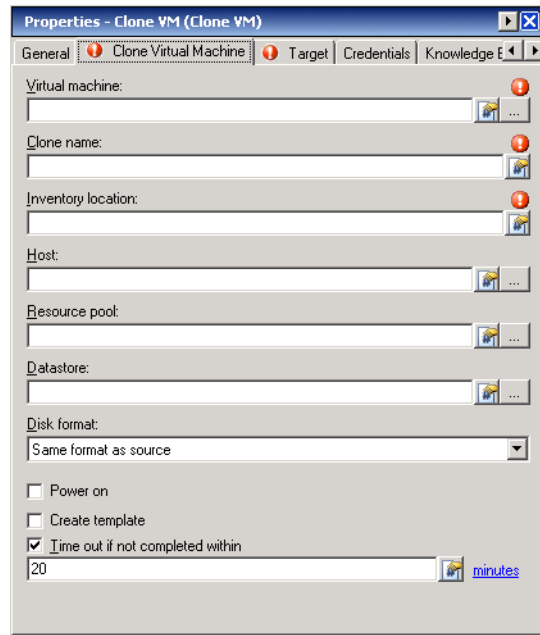 Properties - Clone VM (Clone VM)
General Clone Virtual Machine Target Credentials Knowledge
Virtual machine:
...
Clone name:
Inventory location:
Host:
...
Resource pool:
...
Datastore:
...
Disk format:
Same format as source
Power on
Create template
Time out if not completed within
20 minutes